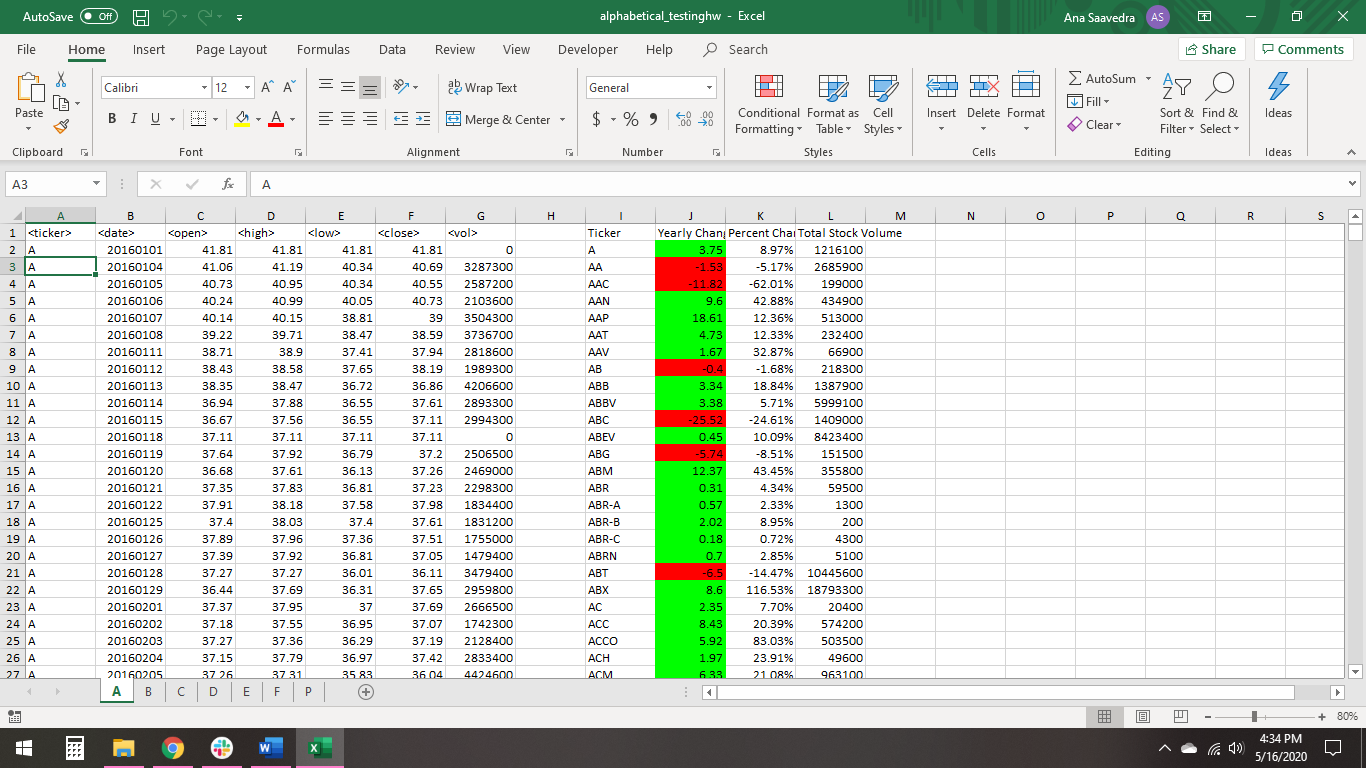 AutoSave Off alphabetical_testinghw - Excel Ana Saavedra AS
File Home Insert Page Layout Formulas Data Review View Developer Help Search Share Comments
Paste Calibri 12 Wrap Text General Conditional Formatting Format as Table Cell Styles Insert Delete Format AutoSum Sort & Filter Find & Select Ideas
B I U Merge & Center $ % Fill
Clear
Clipboard Font Alignment Number Styles Cells Editing Ideas
A3 fx A
A B C D E F G H I J K L M N O P Q R S
1 <ticker> <date> <open> <high> <low> <close> <vol> Ticker Yearly Chang Percent Char Total Stock Volume
2 A 20160101 41.81 41.81 41.81 41.81 0 A 3.75 8.97% 1216100
3 A 20160104 41.06 41.19 40.34 40.69 3287300 AA -1.53 -5.17% 2685900
4 A 20160105 40.73 40.95 40.34 40.55 2587200 AAC -11.82 -62.01% 199000
5 A 20160106 40.24 40.99 40.05 40.73 2103600 AAN 9.6 42.88% 434900
6 A 20160107 40.14 40.15 38.81 39 3504300 AAP 18.61 12.36% 513000
7 A 20160108 39.22 39.71 38.47 38.59 3736700 AAT 4.73 12.33% 232400
8 A 20160111 38.71 38.9 37.41 37.94 2818600 AAV 1.67 32.87% 66900
9 A 20160112 38.43 38.58 37.65 38.19 1989300 AB -0.4 -1.68% 218300
10 A 20160113 38.35 38.47 36.72 36.86 4206600 ABB 3.34 18.84% 1387900
11 A 20160114 36.94 37.88 36.55 37.61 2893300 ABBV 3.38 5.71% 5999100
12 A 20160115 36.67 37.56 36.55 37.11 2994300 ABC -25.52 -24.61% 1409000
13 A 20160118 37.11 37.11 37.11 37.11 0 ABEV 0.45 10.09% 8423400
14 A 20160119 37.64 37.92 36.79 37.2 2506500 ABG -5.74 -8.51% 151500
15 A 20160120 36.68 37.61 36.13 37.26 2469000 ABM 12.37 43.45% 355800
16 A 20160121 37.35 37.83 36.81 37.23 2298300 ABR 0.31 4.34% 59500
17 A 20160122 37.91 38.18 37.58 37.98 1834400 ABR-A 0.57 2.33% 1300
18 A 20160125 37.4 38.03 37.4 37.61 1831200 ABR-B 2.02 8.95% 200
19 A 20160126 37.89 37.96 37.36 37.51 1755000 ABR-C 0.18 0.72% 4300
20 A 20160127 37.39 37.92 36.81 37.05 1479400 ABRN 0.7 2.85% 5100
21 A 20160128 37.27 37.27 36.01 36.11 3479400 ABT -6.5 -14.47% 10445600
22 A 20160129 36.44 37.69 36.31 37.65 2959800 ABX 8.6 116.53% 18793300
23 A 20160201 37.37 37.95 37 37.69 2666500 AC 2.35 7.70% 20400
24 A 20160202 37.18 37.55 36.95 37.07 1742300 ACC 8.43 20.39% 574200
25 A 20160203 37.27 37.36 36.29 37.19 2128400 ACCO 5.92 83.03% 503500
26 A 20160204 37.15 37.79 36.97 37.42 2833400 ACH 1.97 23.91% 49600
27 A 20160205 37.26 37.31 35.83 36.04 4424600 ACM 6.33 21.08% 963100
A B C D E F P
80%
4:34 PM
5/16/2020